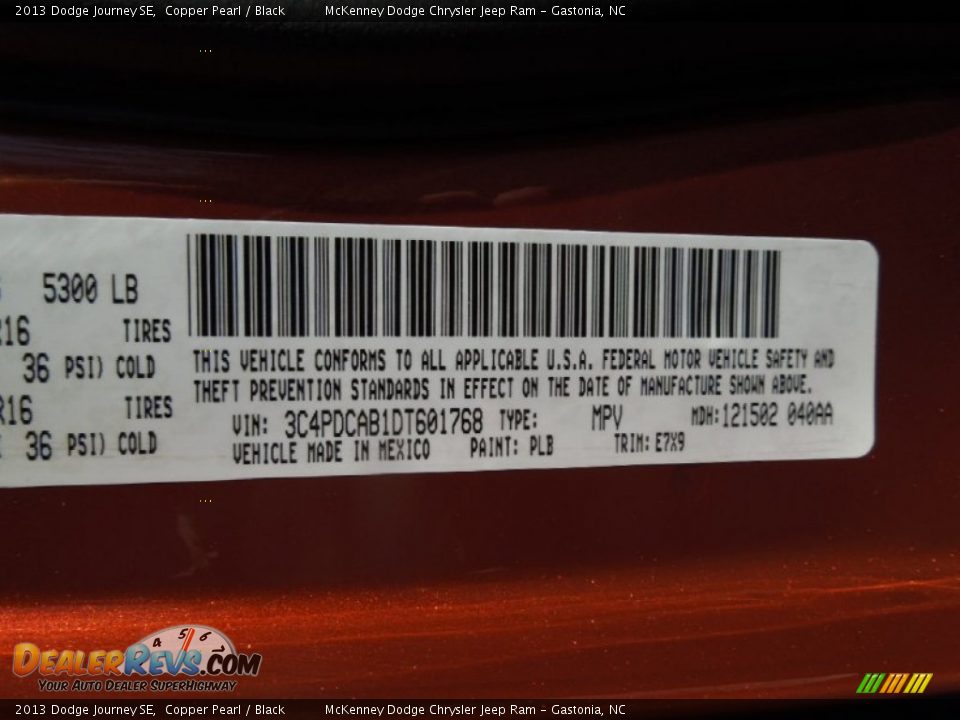 2013 Dodge Journey SE, Copper Pearl / Black McKenney Dodge Chrysler Jeep Ram - Gastonia, NC
5300 LB
R16 TIRES
36 PSI) COLD
R16 TIRES
36 PSI) COLD
THIS VEHICLE CONFORMS TO ALL APPLICABLE U.S.A. FEDERAL MOTOR VEHICLE SAFETY AND
THEFT PREVENTION STANDARDS IN EFFECT ON THE DATE OF MANUFACTURE SHOWN ABOVE.
VIN: 3C4PDCAB1DT601768 TYPE: MPV MDH:121502 040AA
VEHICLE MADE IN MEXICO PAINT: PLB TRIM: E7X9
4 5 6
DEALERREVS.COM
YOUR AUTO DEALER SUPERHIGHWAY
2013 Dodge Journey SE, Copper Pearl / Black McKenney Dodge Chrysler Jeep Ram - Gastonia, NC